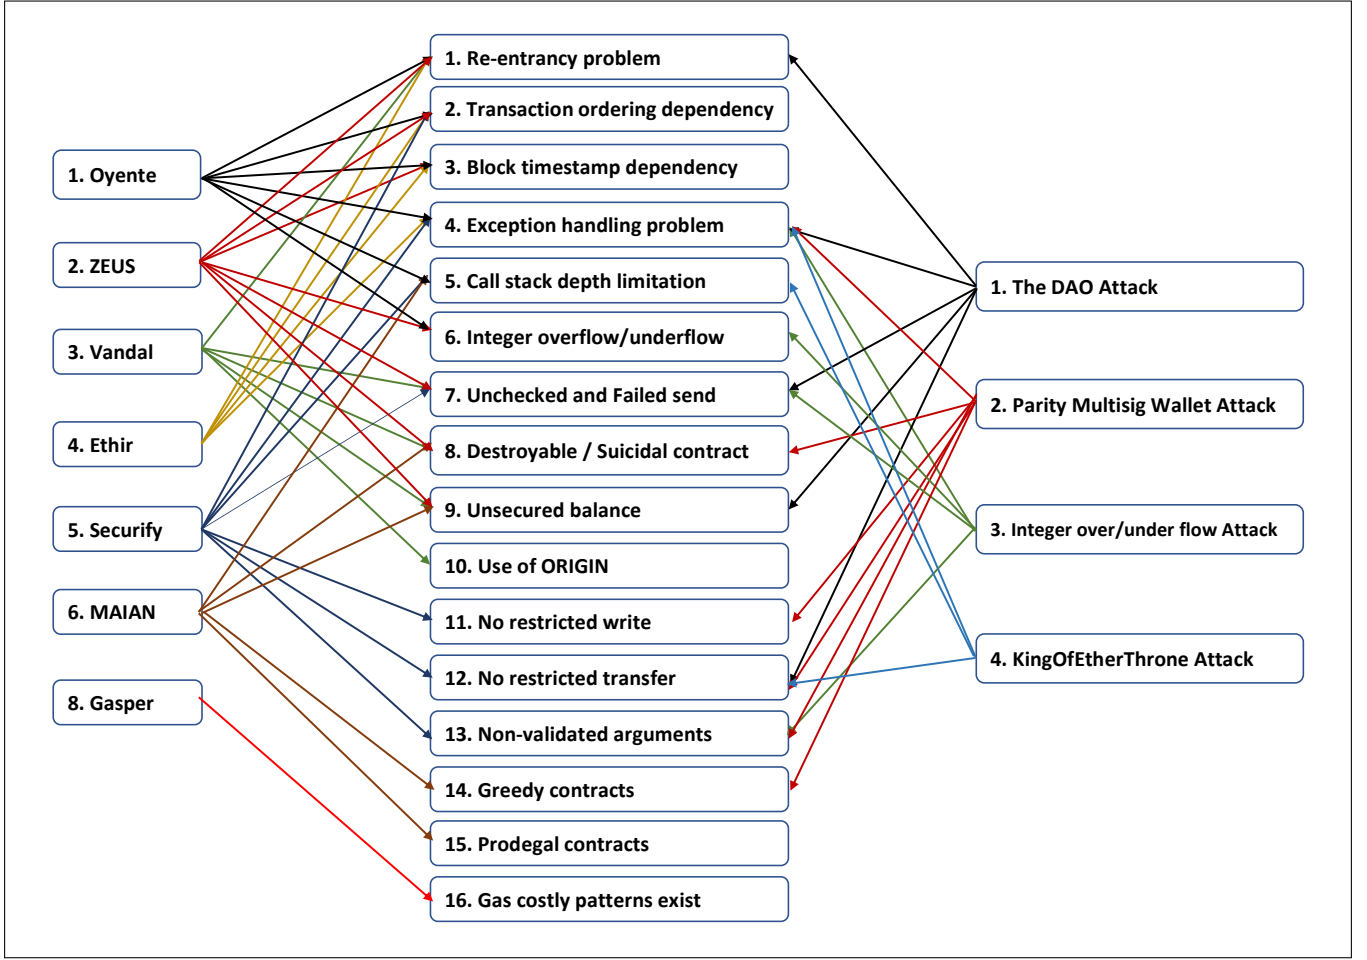 1. Oyente
2. ZEUS
3. Vandal
4. Ethir
5. Securify
6. MAIAN
8. Gasper
1. Re-entrancy problem
2. Transaction ordering dependency
3. Block timestamp dependency
4. Exception handling problem
5. Call stack depth limitation
6. Integer overflow/underflow
7. Unchecked and Failed send
8. Destroyable / Suicidal contract
9. Unsecured balance
10. Use of ORIGIN
11. No restricted write
12. No restricted transfer
13. Non-validated arguments
14. Greedy contracts
15. Prodegal contracts
16. Gas costly patterns exist
1. The DAO Attack
2. Parity Multisig Wallet Attack
3. Integer over/under flow Attack
4. KingOfEtherThrone Attack